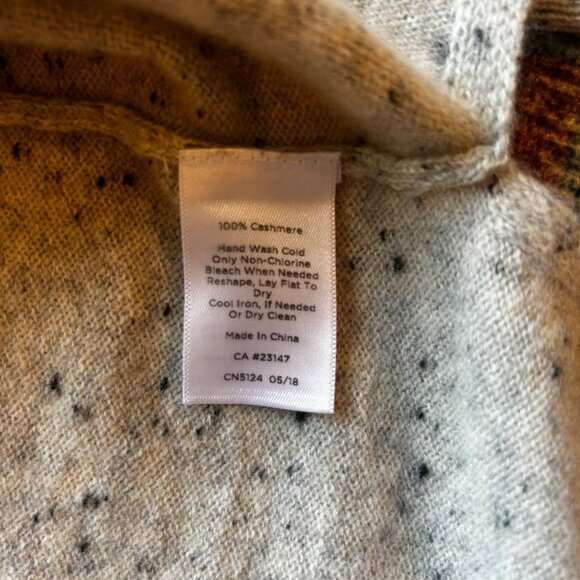 100% Cashmere
Hand Wash Cold
Only Non-Chlorine
Bleach When Needed
Reshape, Lay Flat To
Dry
Cool Iron, If Needed
Or Dry Clean
Made In China
CA #23147
CN5124 05/18